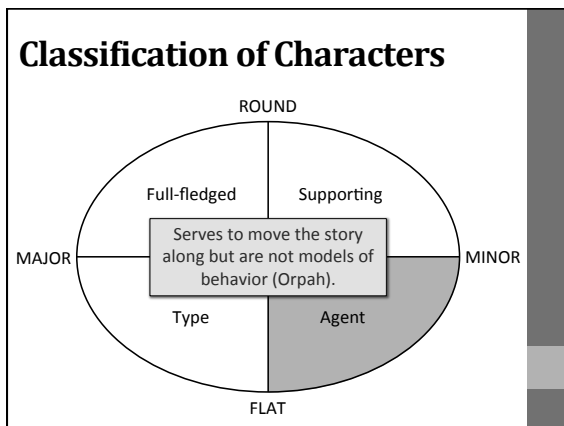 Classification of Characters
ROUND
Full-fledged
Supporting
Serves to move the story
along but are not models of
behavior (Orpah).
MAJOR
MINOR
Type
Agent
FLAT